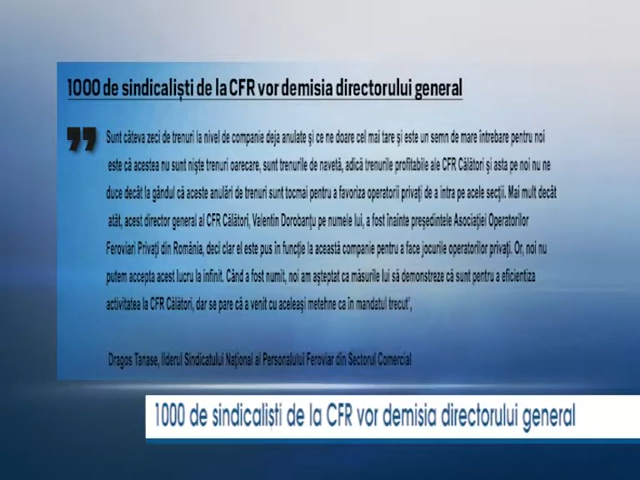 1000 de sindicaliști de la CFR vor demisia directorului general
Sunt câteva zeci de trenuri la nivel de companie deja anulate și ce ne doare cel mai tare și este un semn de mare întrebare pentru noi
este că acestea nu sunt niște trenuri oarecare, sunt trenurile de navetă, adică trenurile profitabile ale CFR Călători și asta pe noi nu ne
duce decât la gândul că aceste anulări de trenuri sunt tocmai pentru a favoriza operatorii privați de a intra pe acele secții. Mai mult decât
atât, acest director general al CFR Călători, Valentin Dorobanțu pe numele lui, a fost înainte președintele Asociației Operatorilor
Feroviari Privați din România, deci clar el este pus în funcție la această companie pentru a face jocurile operatorilor privați. Or, noi nu
putem accepta acest lucru la infinit. Când a fost numit, noi am așteptat ca măsurile lui să demonstreze că sunt pentru a eficientiza
activitatea la CFR Călători, dar se pare că a venit cu aceleași metehne ca în mandatul trecut',
Dragos Tanase, liderul Sindicatului Național al Personalului Feroviar din Sectorul Comercial
1000 de sindicaliști de la CFR vor demisia directorului general